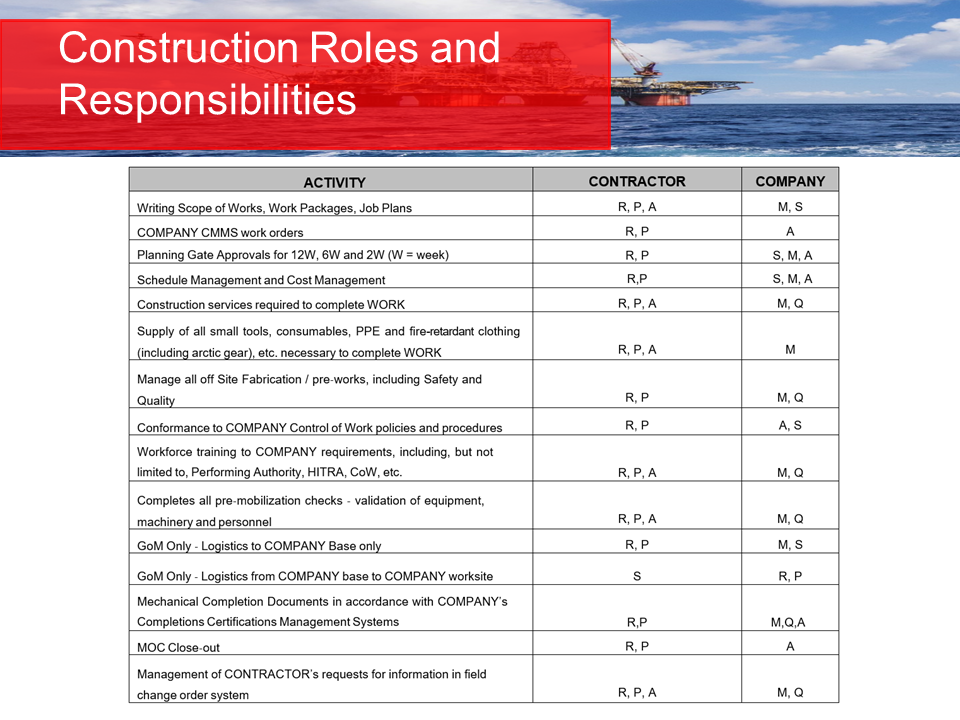 Construction Roles and
Responsibilities
ACTIVITY CONTRACTOR COMPANY
Writing Scope of Works, Work Packages, Job Plans R, P, A M, S
COMPANY CMMS work orders R, P A
Planning Gate Approvals for 12W, 6W and 2W (W = week) R, P S, M, A
Schedule Management and Cost Management R,P S, M, A
Construction services required to complete WORK R, P, A M, Q
Supply of all small tools, consumables, PPE and fire-retardant clothing
(including arctic gear), etc. necessary to complete WORK R, P, A M
Manage all off Site Fabrication / pre-works, including Safety and
Quality R, P M, Q
Conformance to COMPANY Control of Work policies and procedures R, P A, S
Workforce training to COMPANY requirements, including, but not
limited to, Performing Authority, HITRA, CoW, etc. R, P, A M, Q
Completes all pre-mobilization checks - validation of equipment,
machinery and personnel R, P, A M, Q
GoM Only - Logistics to COMPANY Base only R, P M, S
GoM Only - Logistics from COMPANY base to COMPANY worksite S R, P
Mechanical Completion Documents in accordance with COMPANY's
Completions Certifications Management Systems R,P M,Q,A
MOC Close-out R, P A
Management of CONTRACTOR's requests for information in field
change order system R, P, A M, Q